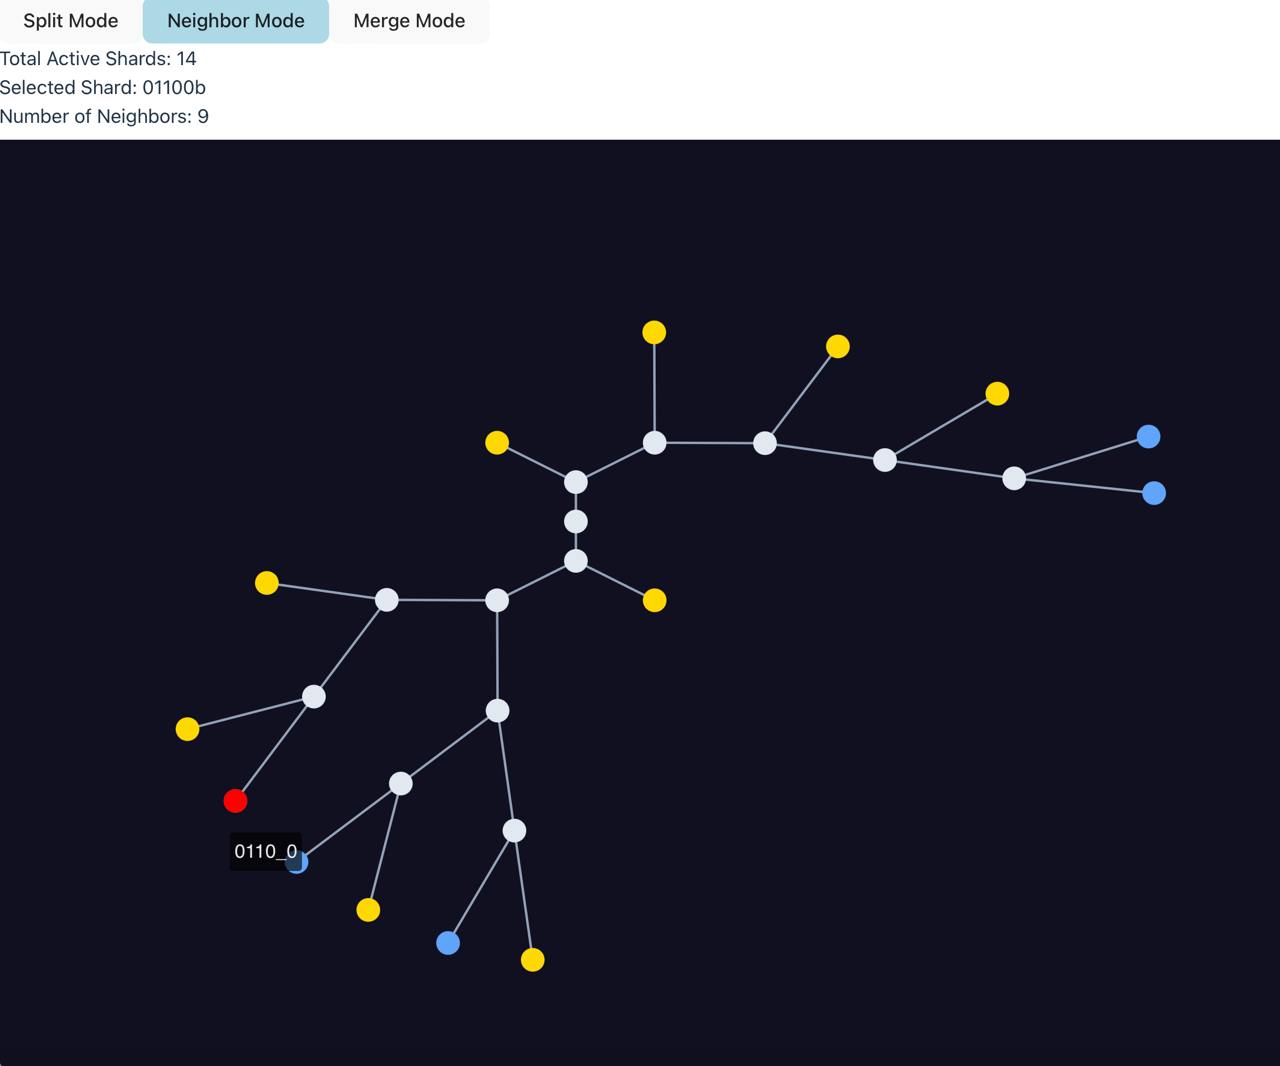 Split Mode Neighbor Mode Merge Mode
Total Active Shards: 14
Selected Shard: 01100b
Number of Neighbors: 9
0110_0